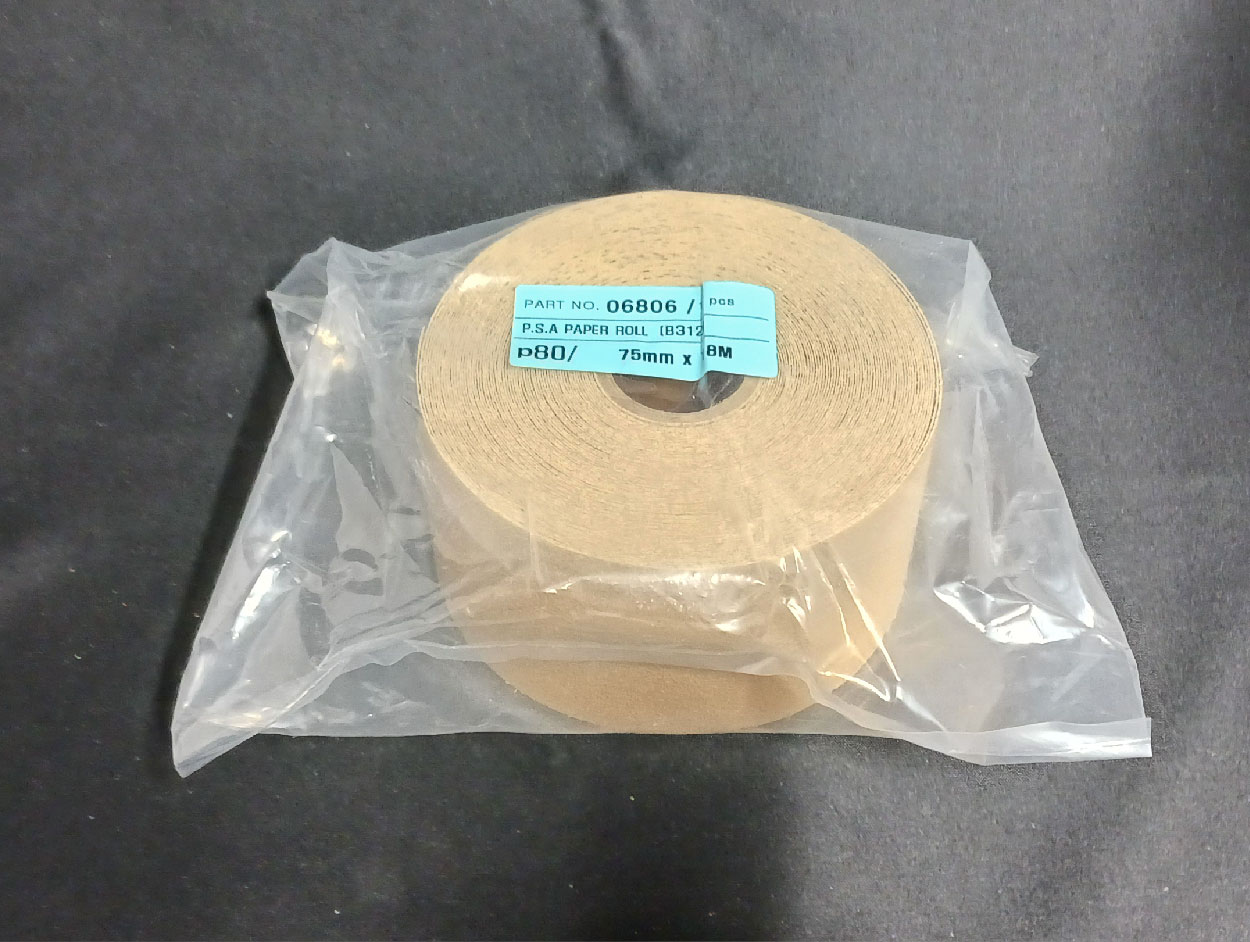 PART NO. 06806 / pcs
P.S.A PAPER ROLL (B312
p80/ 75mm x 8M